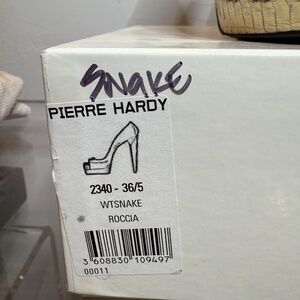 SNAKE
PIERRE HARDY
2340 - 36/5
WTSNAKE
ROCCIA
3 608830 109497
00011